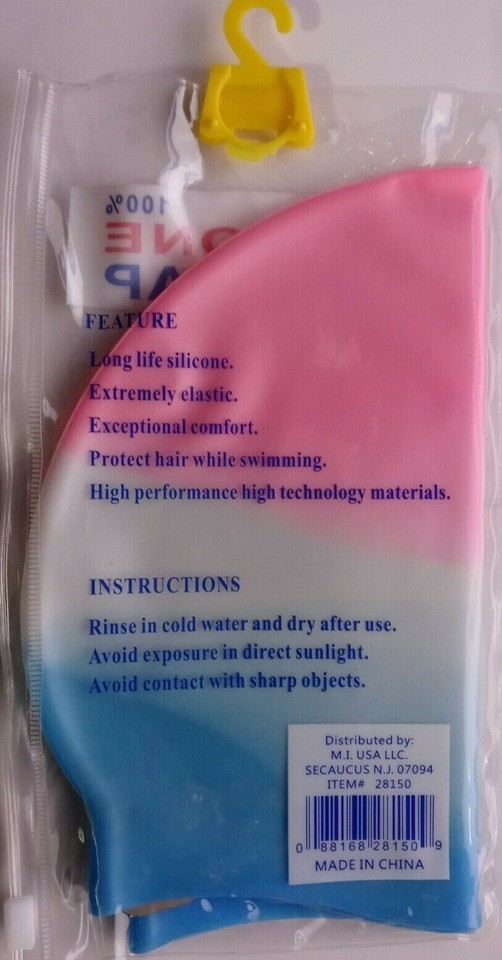 100%
FEATURE
Long life silicone.
Extremely elastic.
Exceptional comfort.
Protect hair while swimming.
High performance high technology materials.
INSTRUCTIONS
Rinse in cold water and dry after use.
Avoid exposure in direct sunlight.
Avoid contact with sharp objects.
Distributed by:
M.I. USA LLC.
SECAUCUS N.J. 07094
ITEM# 28150
0 88168 28150 9
MADE IN CHINA